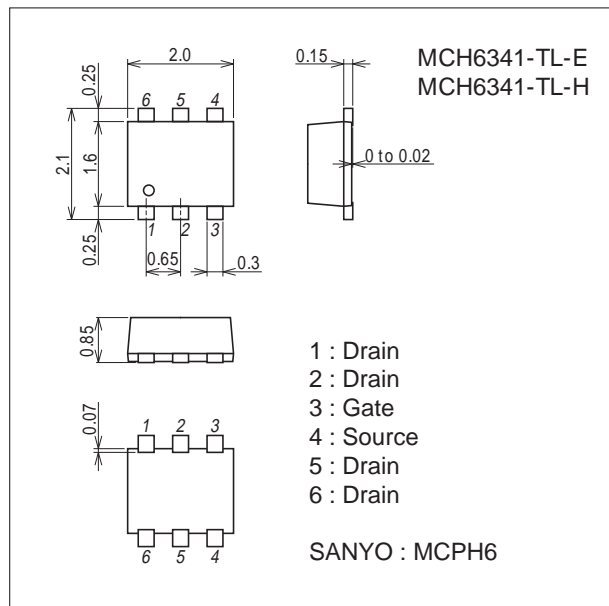 MCH6341-TL-E
MCH6341-TL-H
2.0
0.15
0.25
6 5 4
2.1
1.6
0 to 0.02
0.25
1 2 3
0.65
0.3
0.85
0.07
1 2 3
6 5 4
1 : Drain
2 : Drain
3 : Gate
4 : Source
5 : Drain
6 : Drain
SANYO : MCPH6